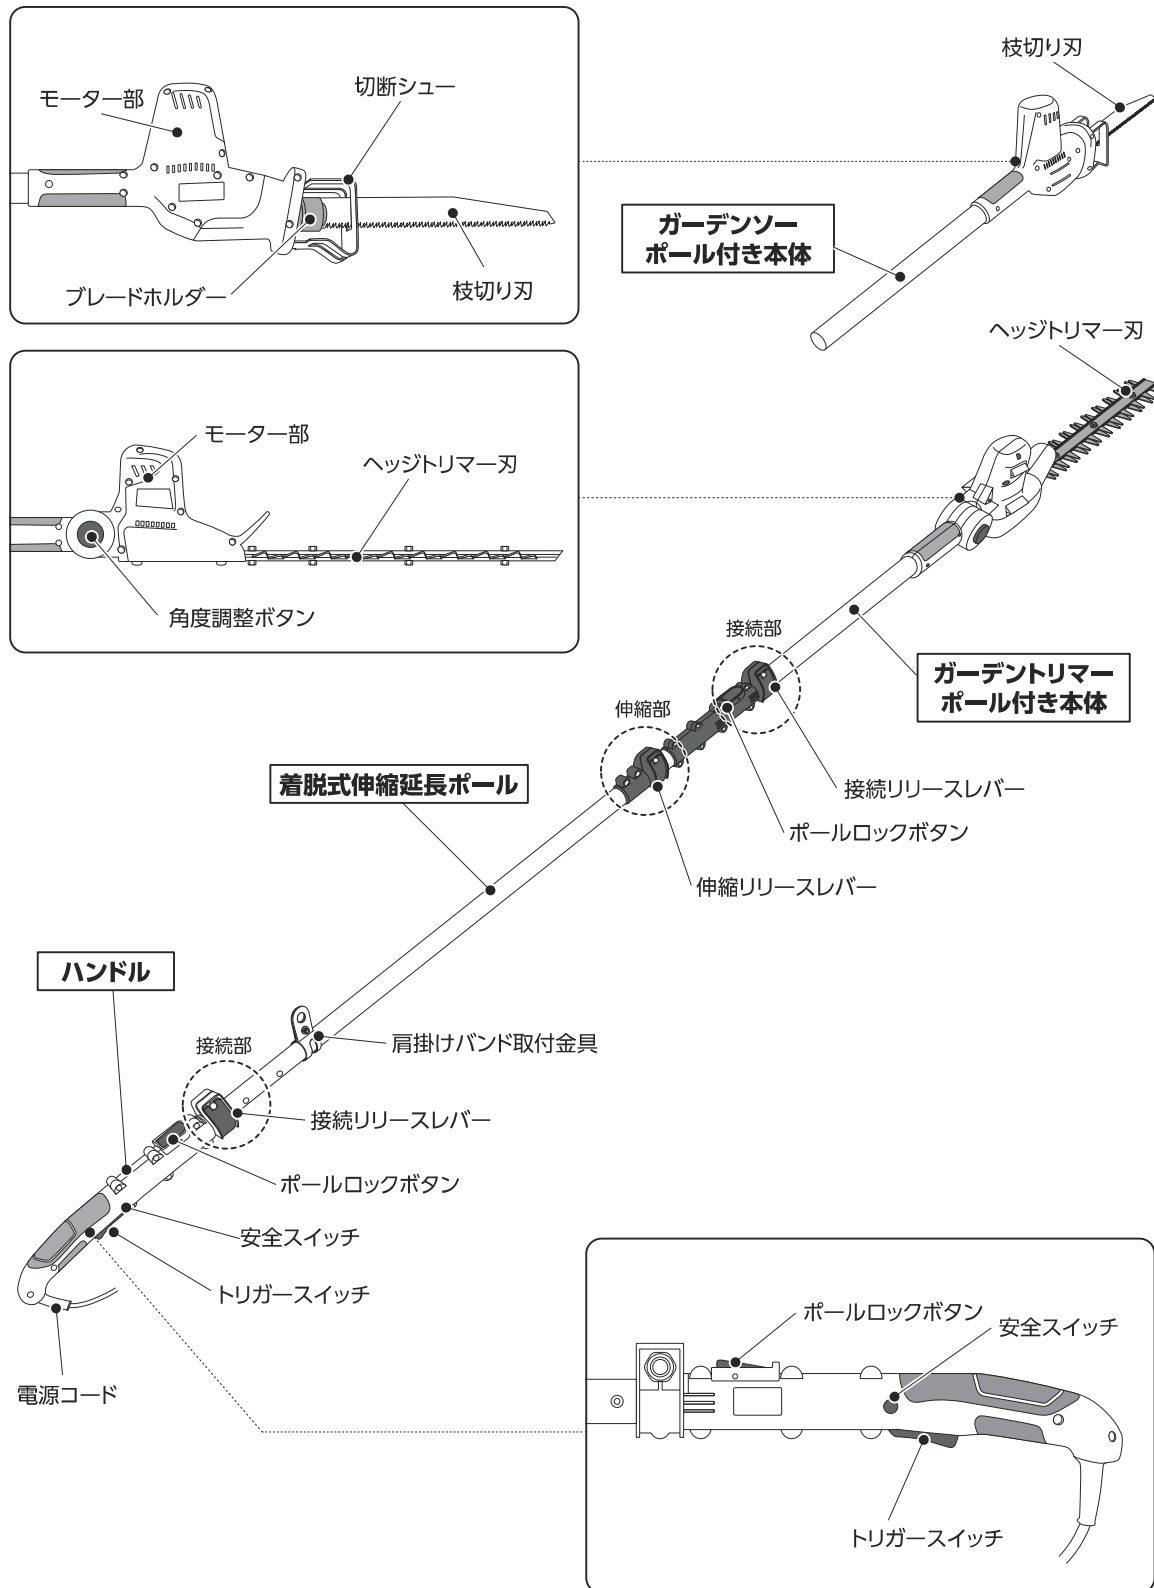 モーター部
切断シュー
ブレードホルダー
枝切り刃
枝切り刃
ガーデンソー
ポール付き本体
モーター部
ヘッジトリマー刃
角度調整ボタン
ヘッジトリマー刃
接続部
ガーデントリマー
ポール付き本体
伸縮部
着脱式伸縮延長ポール
接続リリースレバー
ポールロックボタン
伸縮リリースレバー
ハンドル
接続部
肩掛けバンド取付金具
接続リリースレバー
ポールロックボタン
安全スイッチ
トリガースイッチ
電源コード
ポールロックボタン
安全スイッチ
トリガースイッチ